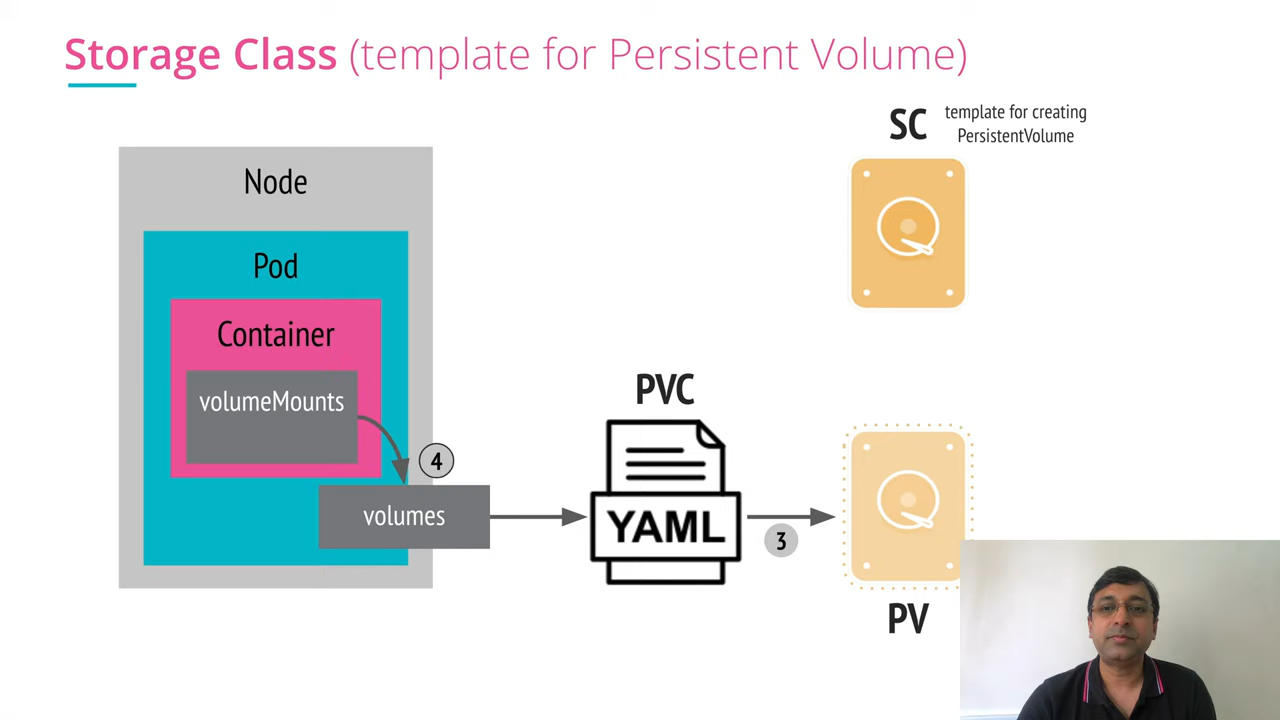 Storage Class (template for Persistent Volume)
SC
template for creating
PersistentVolume
Node
Pod
Container
volumeMounts
4
volumes
PVC
YAML
3
PV